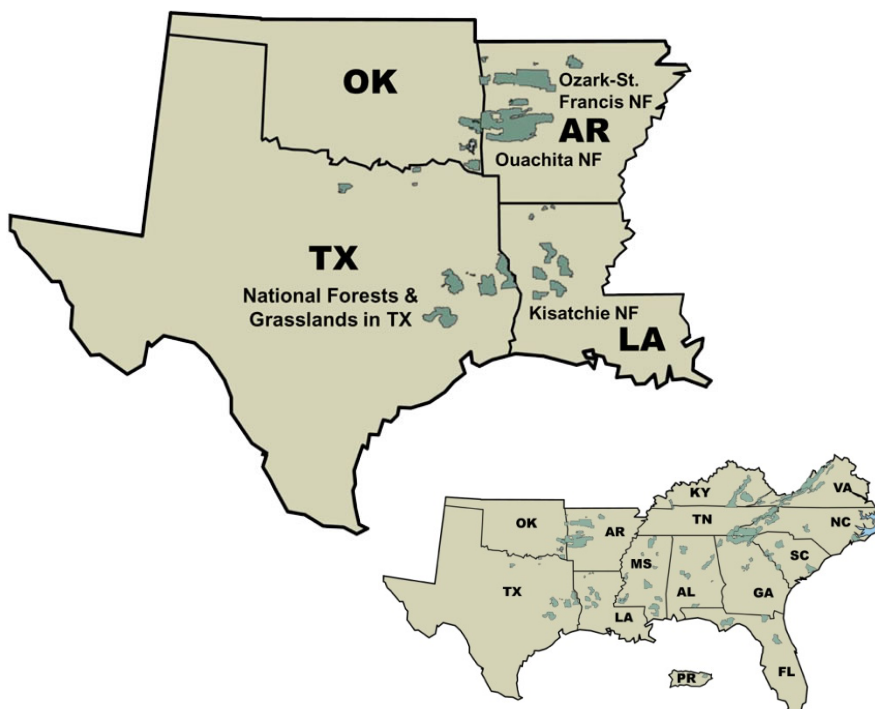 OK
Ozark-St.
Francis NF
AR
Ouachita NF
TX
National Forests &
Grasslands in TX
Kisatchie NF
LA
KY
VA
OK
AR
TN
NC
MS
SC
TX
AL
GA
LA
FL
PR